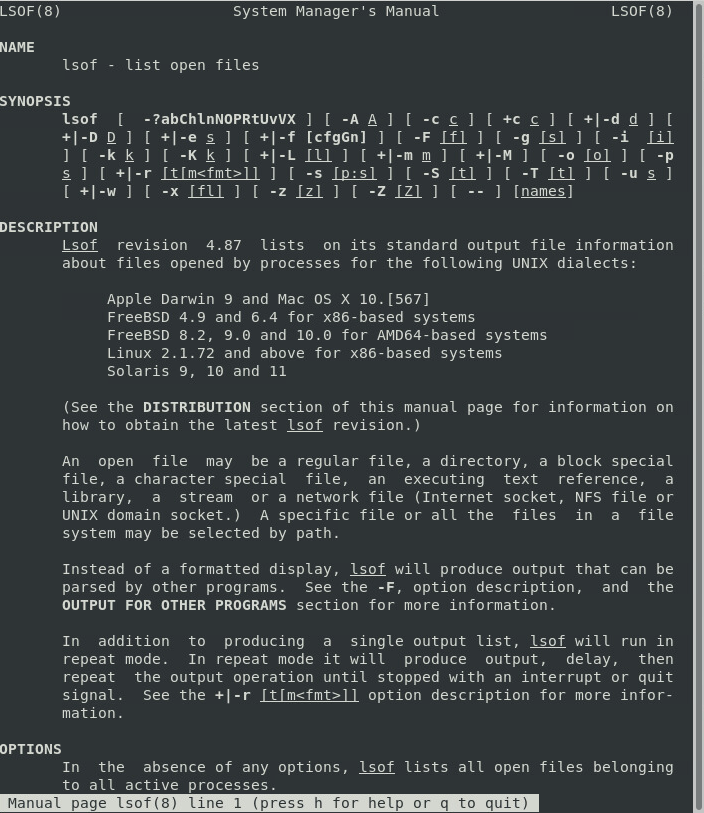 LSOF(8)                   System Manager's Manual                   LSOF(8)
NAME
lsof - list open files
SYNOPSIS
lsof  [  -?abChlnNOPRtUvVX ] [ -A A ] [ -c c ] [ +c c ] [ +|-d d ] [
+|-D D ] [ +|-e s ] [ +|-f [cfgGn] ] [ -F [f] ] [ -g [s] ] [ -i  [i]
] [ -k k ] [ -K k ] [ +|-L [l] ] [ +|-m m ] [ +|-M ] [ -o [o] ] [ -p
s ] [ +|-r [t[m<fmt>]] ] [ -s [p:s] ] [ -S [t] ] [ -T [t] ] [ -u s ]
[ +|-w ] [ -x [fl] ] [ -z [z] ] [ -Z [Z] ] [ -- ] [names]
DESCRIPTION
Lsof  revision  4.87  lists  on its standard output file information
about files opened by processes for the following UNIX dialects:
Apple Darwin 9 and Mac OS X 10.[567]
FreeBSD 4.9 and 6.4 for x86-based systems
FreeBSD 8.2, 9.0 and 10.0 for AMD64-based systems
Linux 2.1.72 and above for x86-based systems
Solaris 9, 10 and 11
(See the DISTRIBUTION section of this manual page for information on
how to obtain the latest lsof revision.)
An  open  file  may  be a regular file, a directory, a block special
file, a character special  file,  an  executing  text  reference,  a
library,  a  stream  or a network file (Internet socket, NFS file or
UNIX domain socket.)  A specific file or all the  files  in  a  file
system may be selected by path.
Instead of a formatted display, lsof will produce output that can be
parsed by other programs.  See the -F, option description,  and  the
OUTPUT FOR OTHER PROGRAMS section for more information.
In  addition  to  producing  a  single output list, lsof will run in
repeat mode.  In repeat mode it will  produce  output,  delay,  then
repeat  the output operation until stopped with an interrupt or quit
signal.  See the +|-r [t[m<fmt>]] option description for more infor-
mation.
OPTIONS
In  the  absence of any options, lsof lists all open files belonging
to all active processes.
Manual page lsof(8) line 1 (press h for help or q to quit)